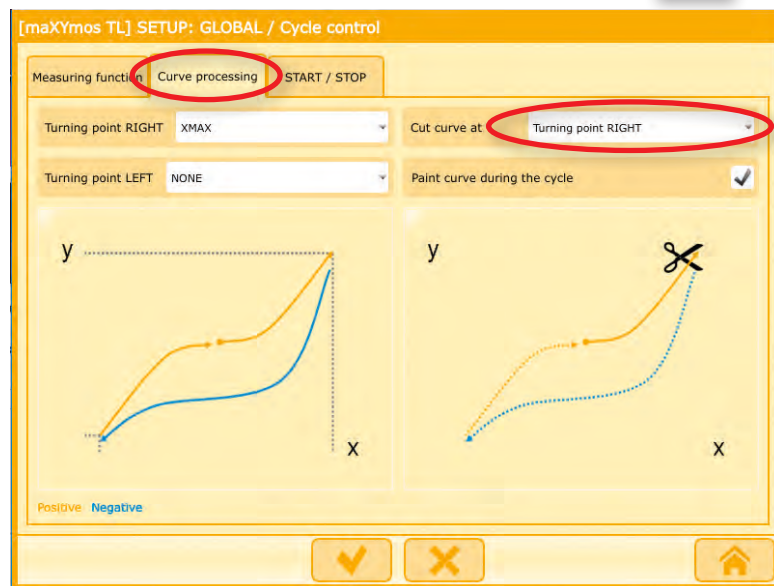 [maXYmos TL] SETUP: GLOBAL / Cycle control
Measuring function Curve processing START / STOP
Turning point RIGHT XMAX
Cut curve at Turning point RIGHT
Turning point LEFT NONE
Paint curve during the cycle
y
x
y
x
Positive Negative